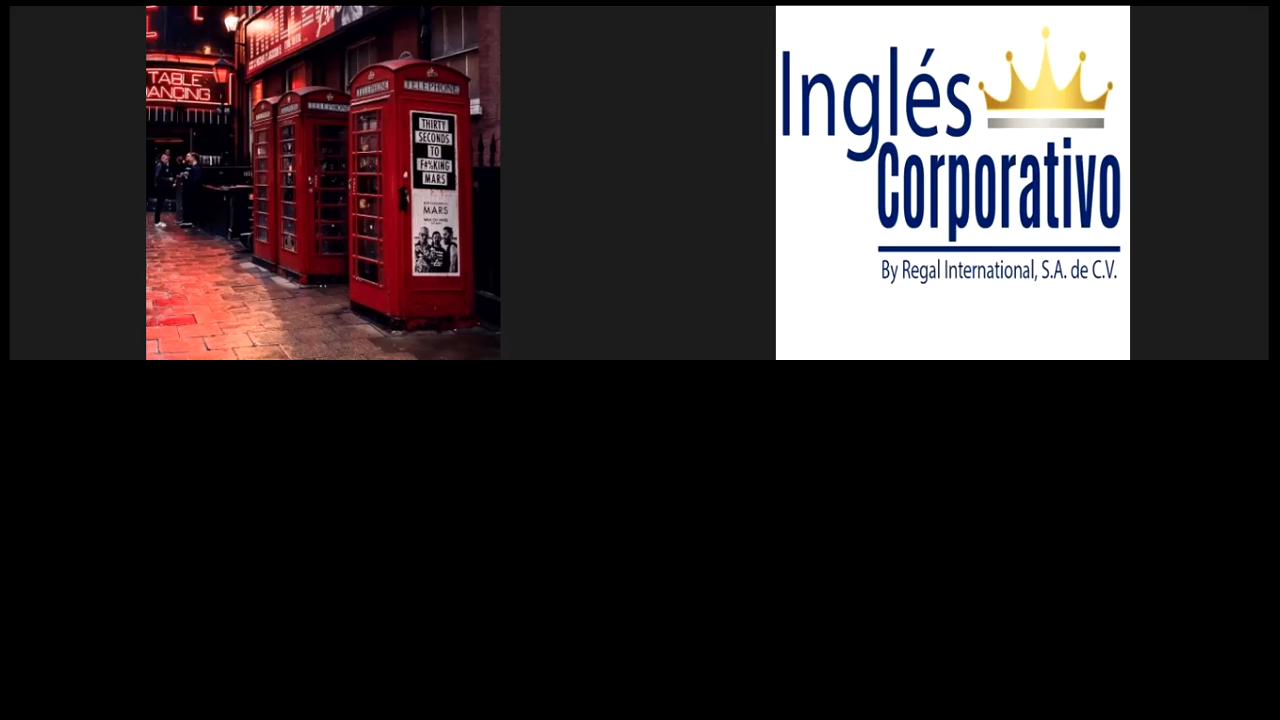 TABLE
DANCING
TELEPHONE
TELEPHONE
TELEPHONE
THIRTY
SECONDS
TO
F#%KING
MARS
MARS
Inglés
Corporativo
By Regal International, S.A. de C.V.